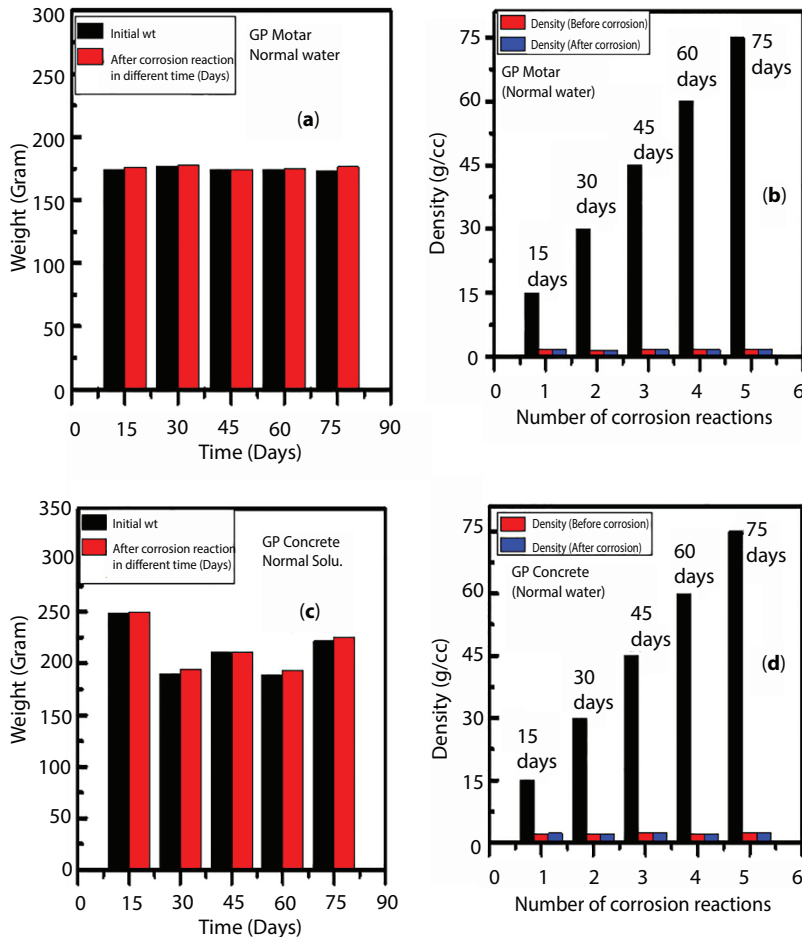 300
250
200
150
100
50
0
Weight (Gram)
Initial wt
After corrosion reaction
in different time (Days)
GP Motar
Normal water
(a)
0
15
30
45
60
75
90
Time (Days)
75
60
45
30
15
0
Density (g/cc)
Density (Before corrosion)
Density (After corrosion)
GP Motar
(Normal water)
15
days
30
days
45
days
60
days
75
days
(b)
0
1
2
3
4
5
6
Number of corrosion reactions
350
300
250
200
150
100
50
0
Weight (Gram)
Initial wt
After corrosion reaction
in different time (Days)
GP Concrete
Normal Solu.
(c)
0
15
30
45
60
75
90
Time (Days)
75
60
45
30
15
0
Density (g/cc)
Density (Before corrosion)
Density (After corrosion)
GP Concrete
(Normal water)
15
days
30
days
45
days
60
days
75
days
(d)
0
1
2
3
4
5
6
Number of corrosion reactions